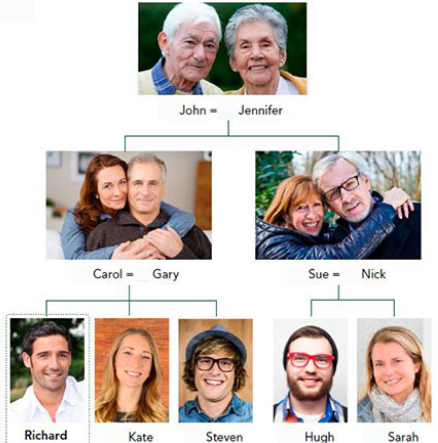 John = Jennifer
Carol = Gary
Sue = Nick
Richard
Kate
Steven
Hugh
Sarah